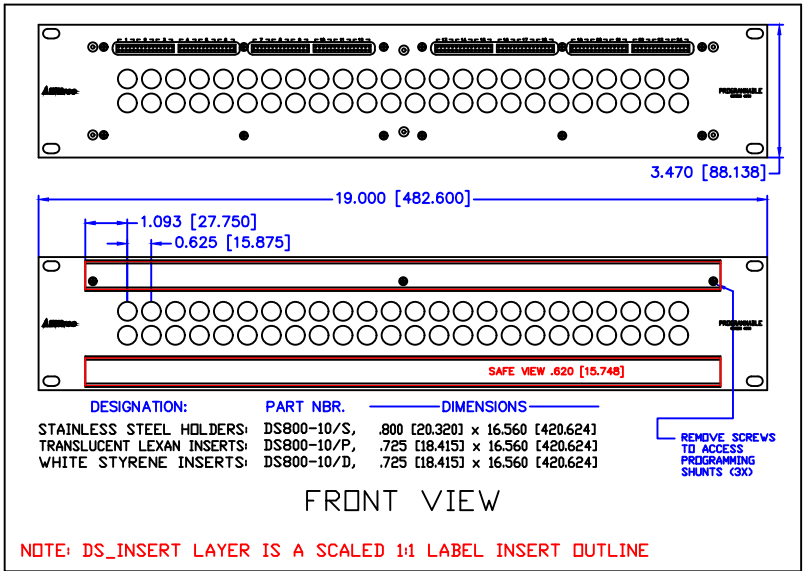 PROGRAMMABLE
3.470 [88.138]
19.000 [482.600]
1.093 [27.750]
0.625 [15.875]
PROGRAMMABLE
SAFE VIEW .620 [15.748]
DESIGNATION: PART NBR. DIMENSIONS
STAINLESS STEEL HOLDERS: DS800-10/S, .800 [20.320] x 16.560 [420.624]
TRANSLUCENT LEXAN INSERTS: DS800-10/P, .725 [18.415] x 16.560 [420.624]
WHITE STYRENE INSERTS: DS800-10/D, .725 [18.415] x 16.560 [420.624]
REMOVE SCREWS
TO ACCESS
PROGRAMMING
SHUNTS (3X)
FRONT VIEW
NOTE: DS_INSERT LAYER IS A SCALED 1:1 LABEL INSERT OUTLINE